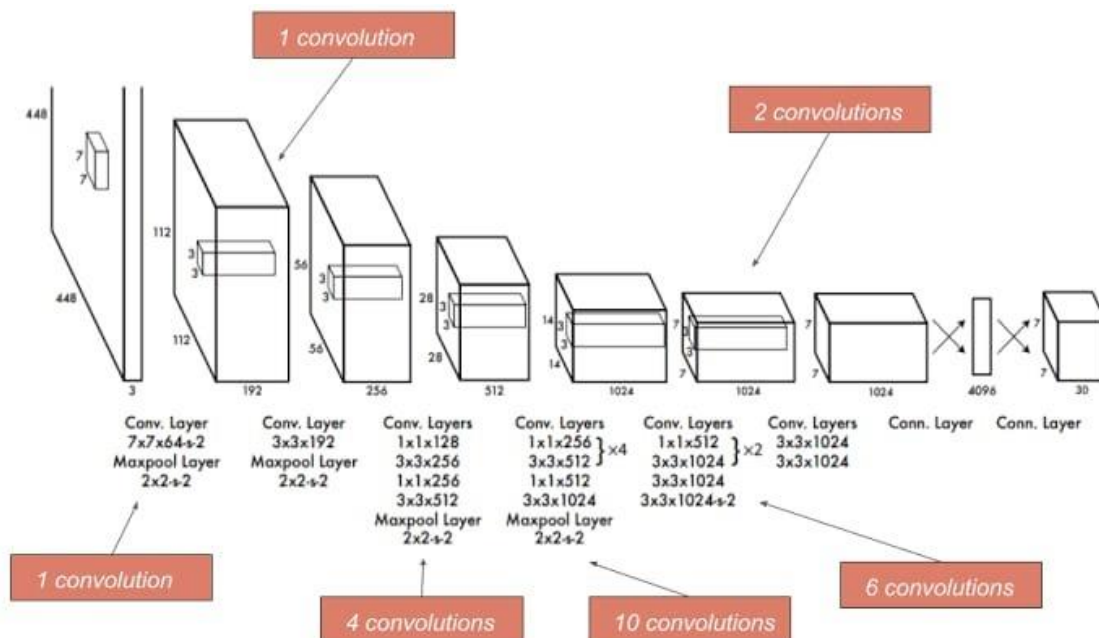 1 convolution
2 convolutions
448
7
7
448
3
112
3
3
112
192
56
3
3
56
256
28
3
3
28
512
14
3
3
14
1024
7
3
3
7
1024
7
7
1024
4096
7
7
30
Conv. Layer
7x7x64-s-2
Maxpool Layer
2x2-s-2
Conv. Layer
3x3x192
Maxpool Layer
2x2-s-2
Conv. Layers
1x1x128
3x3x256
1x1x256
3x3x512
Maxpool Layer
2x2-s-2
Conv. Layers
1x1x256
3x3x512
}×4
1x1x512
3x3x1024
Maxpool Layer
2x2-s-2
Conv. Layers
1x1x512
3x3x1024
}×2
3x3x1024
3x3x1024-s-2
Conv. Layers
3x3x1024
3x3x1024
Conn. Layer
Conn. Layer
1 convolution
4 convolutions
10 convolutions
6 convolutions